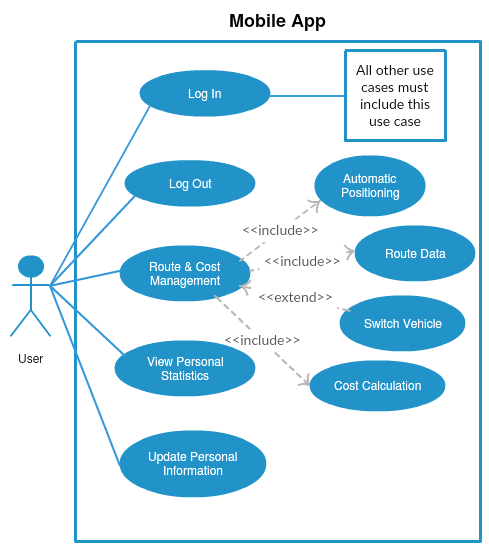 Mobile App
Log In
All other use
cases must
include this
use case
Log Out
Automatic
Positioning
<<include>>
Route & Cost
Management
<<include>>
Route Data
<<extend>>
Switch Vehicle
<<include>>
User
View Personal
Statistics
Cost Calculation
Update Personal
Information